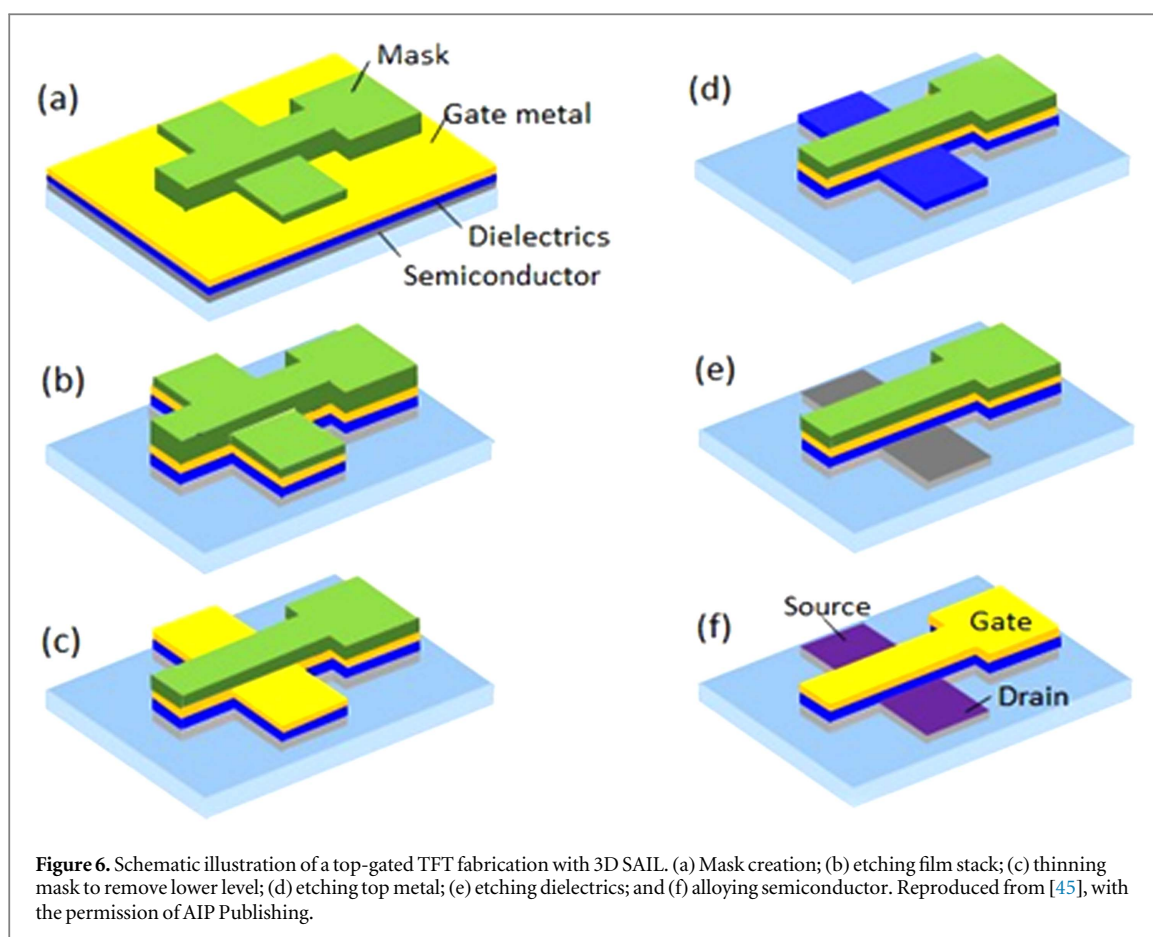 (a)
Mask
Gate metal
Dielectrics
Semiconductor
(b)
(c)
(d)
(e)
(f)
Source
Gate
Drain
Figure 6. Schematic illustration of a top-gated TFT fabrication with 3D SAIL. (a) Mask creation; (b) etching film stack; (c) thinning
mask to remove lower level; (d) etching top metal; (e) etching dielectrics; and (f) alloying semiconductor. Reproduced from [45], with
the permission of AIP Publishing.